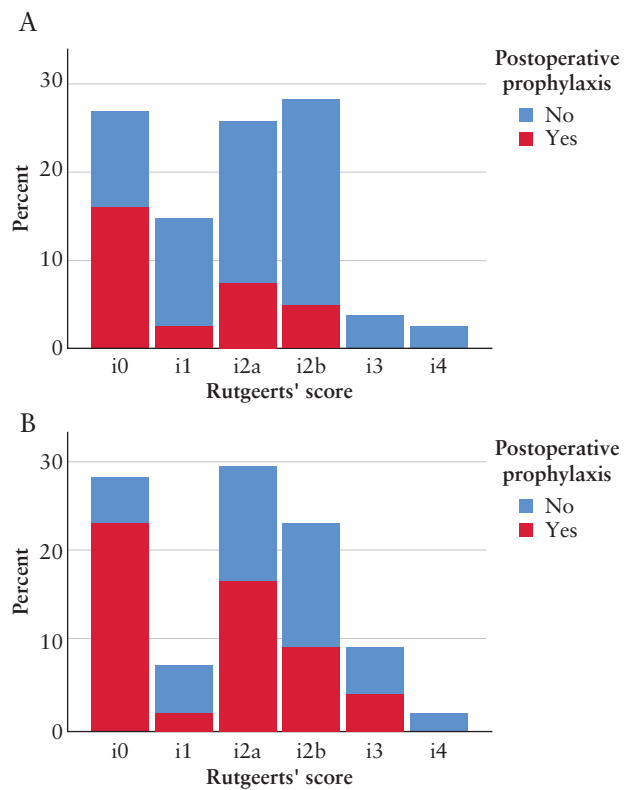 A
Postoperative
prophylaxis
No
Yes
Percent
30
20
10
0
i0 i1 i2a i2b i3 i4
Rutgeerts' score
B
Postoperative
prophylaxis
No
Yes
Percent
30
20
10
0
i0 i1 i2a i2b i3 i4
Rutgeerts' score